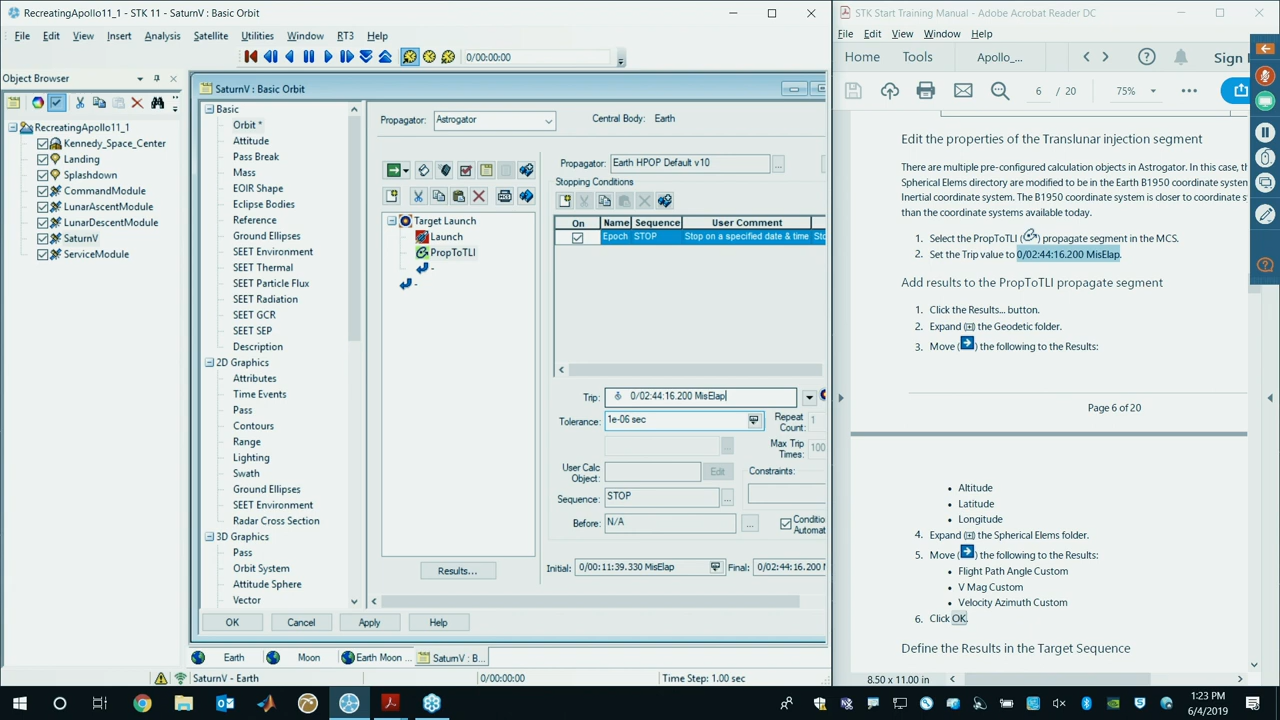 RecreatingApollo11_1 - STK 11 - SaturnV : Basic Orbit
File Edit View Insert Analysis Satellite Utilities Window RT3 Help
0/00:00:00
Object Browser
RecreatingApollo11_1
Kennedy_Space_Center
Landing
Splashdown
CommandModule
LunarAscentModule
LunarDescentModule
SaturnV
ServiceModule
SaturnV : Basic Orbit
Basic
Orbit *
Attitude
Pass Break
Mass
EOIR Shape
Eclipse Bodies
Reference
Ground Ellipses
SEET Environment
SEET Thermal
SEET Particle Flux
SEET Radiation
SEET GCR
SEET SEP
Description
2D Graphics
Attributes
Time Events
Pass
Contours
Range
Lighting
Swath
Ground Ellipses
SEET Environment
Radar Cross Section
3D Graphics
Pass
Orbit System
Attitude Sphere
Vector
Propagator: Astrogator Central Body: Earth
Target Launch
Launch
PropToTLI
-
-
Results...
Propagator: Earth HPOP Default v10 ...
Stopping Conditions
On Name Sequence User Comment
Epoch STOP Stop on a specified date & time Sto
Trip: 0/02:44:16.200 MisElap
Tolerance: 1e-06 sec Repeat Count: 1
... Max Trip Times: 100
User Calc Object: Edit Constraints:
Sequence: STOP ...
Before: N/A ... Conditio
Automat
Initial: 0/00:11:39.330 MisElap Final: 0/02:44:16.200 M
OK Cancel Apply Help
Earth Moon Earth Moon ... SaturnV : B...
SaturnV - Earth 0/00:00:00 Time Step: 1.00 sec
STK Start Training Manual - Adobe Acrobat Reader DC
File Edit View Window Help
Home Tools Apollo_... Sign
6 / 20 75%
Edit the properties of the Translunar injection segment
There are multiple pre-configured calculation objects in Astrogator. In this case, th
Spherical Elems directory are modified to be in the Earth B1950 coordinate system
Inertial coordinate system. The B1950 coordinate system is closer to coordinate s
than the coordinate systems available today.
1. Select the PropToTLI ( ) propagate segment in the MCS.
2. Set the Trip value to 0/02:44:16.200 MisElap.
Add results to the PropToTLI propagate segment
1. Click the Results... button.
2. Expand ( ) the Geodetic folder.
3. Move ( ) the following to the Results:
Page 6 of 20
• Altitude
• Latitude
• Longitude
4. Expand ( ) the Spherical Elems folder.
5. Move ( ) the following to the Results:
• Flight Path Angle Custom
• V Mag Custom
• Velocity Azimuth Custom
6. Click OK.
Define the Results in the Target Sequence
8.50 x 11.00 in
1:23 PM
6/4/2019